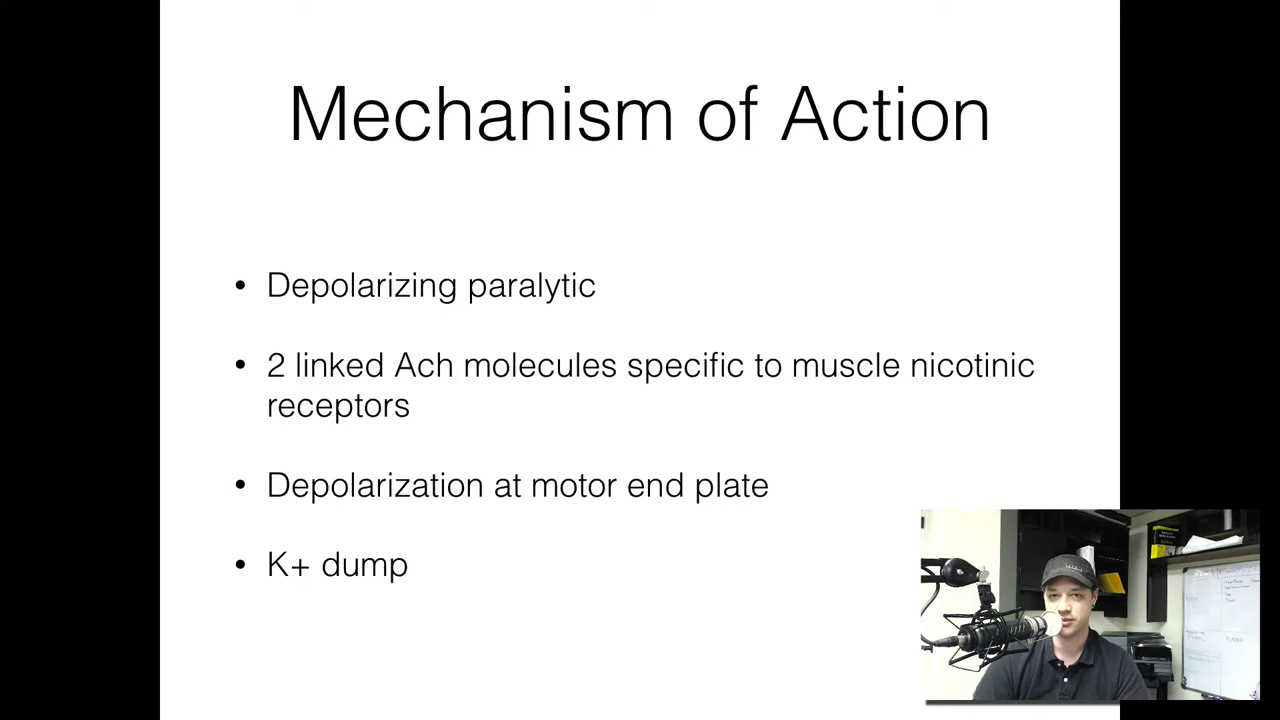 Mechanism of Action
• Depolarizing paralytic
• 2 linked Ach molecules specific to muscle nicotinic
receptors
• Depolarization at motor end plate
• K+ dump